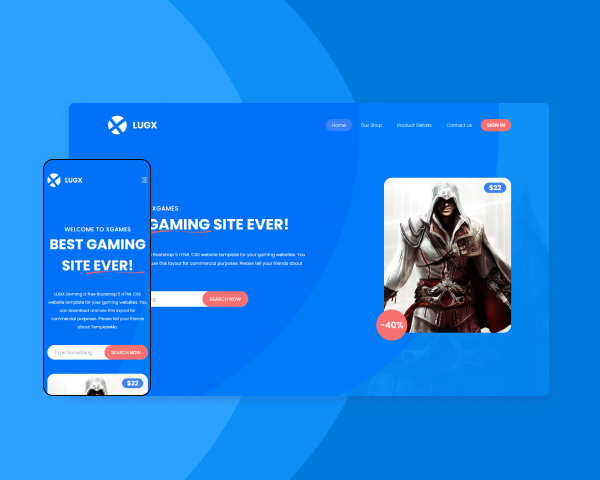 LUGX
Home Our Shop Product Details Contact Us SIGN IN
XGAMES
GAMING SITE EVER!
Bootstrap 5 HTML CSS website template for your gaming websites. You
use this layout for commercial purposes. Please tell your friends about
SEARCH NOW
$22
-40%
LUGX
WELCOME TO XGAMES
BEST GAMING
SITE EVER!
LUGX Gaming is free Bootstrap 5 HTML CSS
website template for your gaming websites. You
can download and use this layout for
commercial purposes. Please tell your friends
about TemplateMo.
Type Something SEARCH NOW
$22